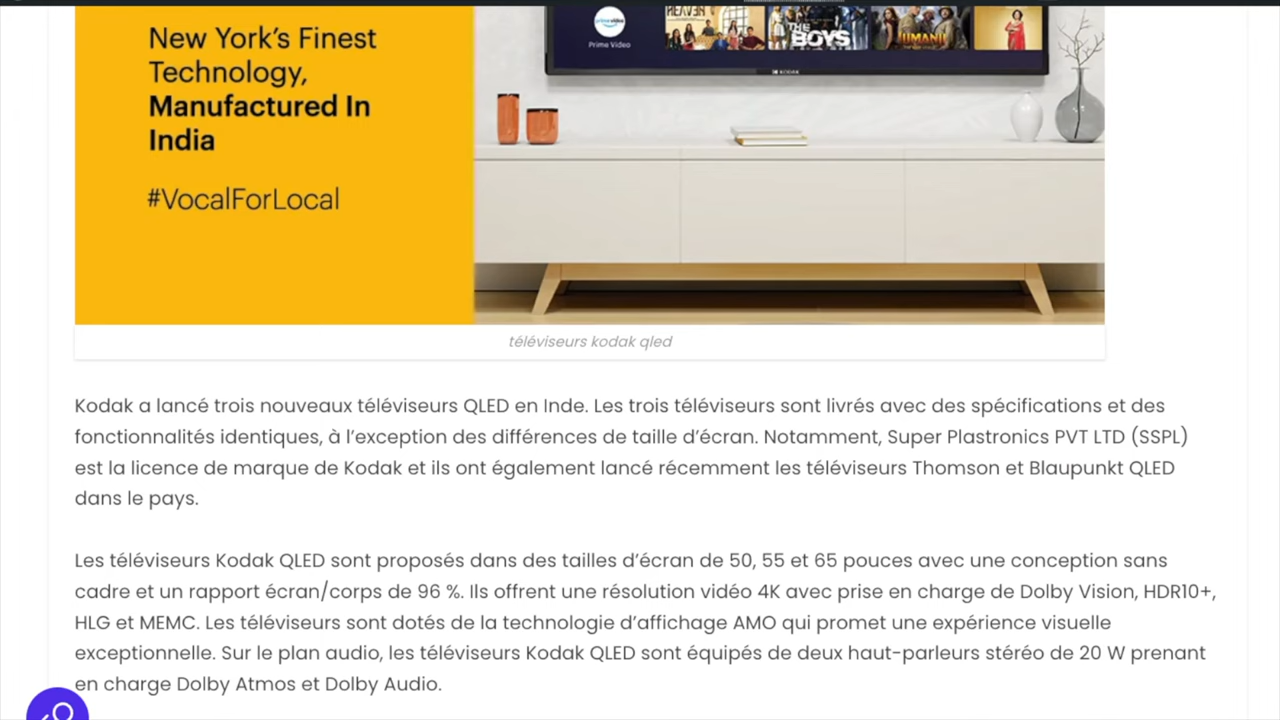 New York's Finest
Technology,
Manufactured In
India
#VocalForLocal
prime video
Prime Video
THE
BOYS
JUMANJI
KODAK
téléviseurs kodak qled
Kodak a lancé trois nouveaux téléviseurs QLED en Inde. Les trois téléviseurs sont livrés avec des spécifications et des
fonctionnalités identiques, à l’exception des différences de taille d’écran. Notamment, Super Plastronics PVT LTD (SSPL)
est la licence de marque de Kodak et ils ont également lancé récemment les téléviseurs Thomson et Blaupunkt QLED
dans le pays.
Les téléviseurs Kodak QLED sont proposés dans des tailles d’écran de 50, 55 et 65 pouces avec une conception sans
cadre et un rapport écran/corps de 96 %. Ils offrent une résolution vidéo 4K avec prise en charge de Dolby Vision, HDR10+,
HLG et MEMC. Les téléviseurs sont dotés de la technologie d’affichage AMO qui promet une expérience visuelle
exceptionnelle. Sur le plan audio, les téléviseurs Kodak QLED sont équipés de deux haut-parleurs stéréo de 20 W prenant
en charge Dolby Atmos et Dolby Audio.